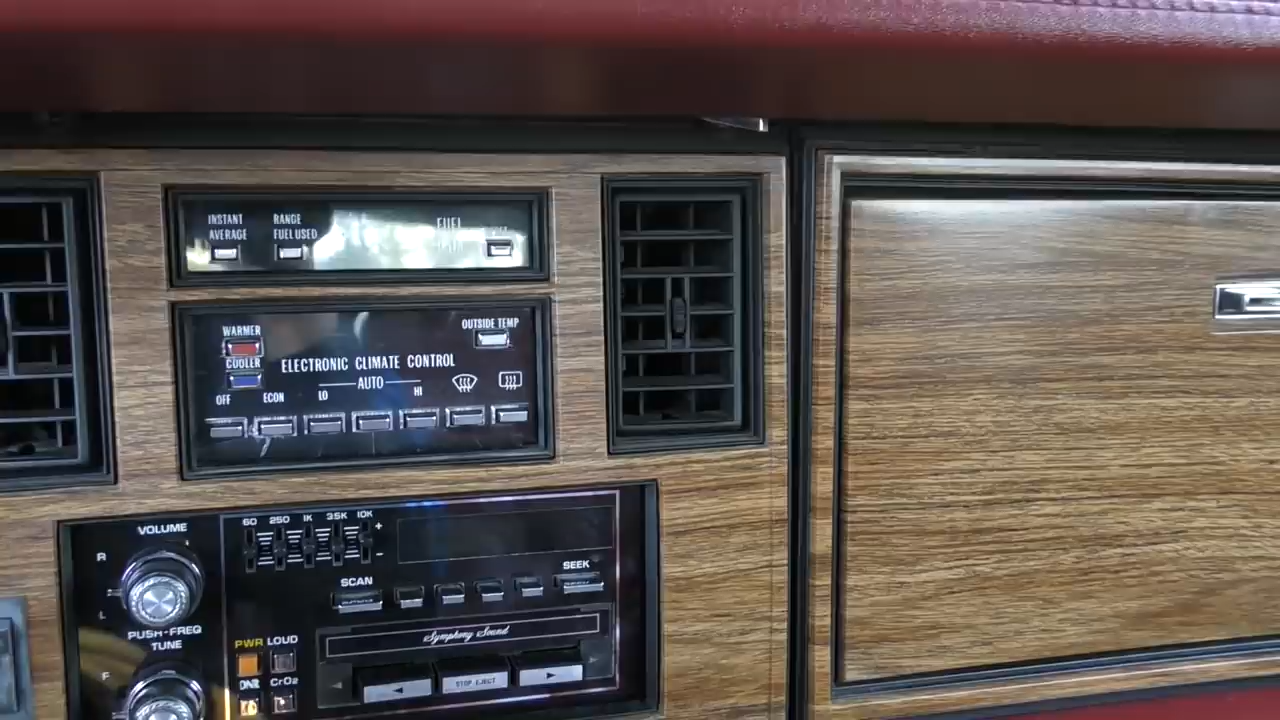 INSTANT
AVERAGE
RANGE
FUEL USED
FUEL
WARMER
COOLER
OUTSIDE TEMP
ELECTRONIC CLIMATE CONTROL
AUTO
OFF ECON LO HI
VOLUME
R
L
PUSH-FREQ
TUNE
F
60 250 1K 3.5K 10K
+
-
SCAN
SEEK
Symphony Sound
PWR LOUD
DNR CrO2
STOP-EJECT